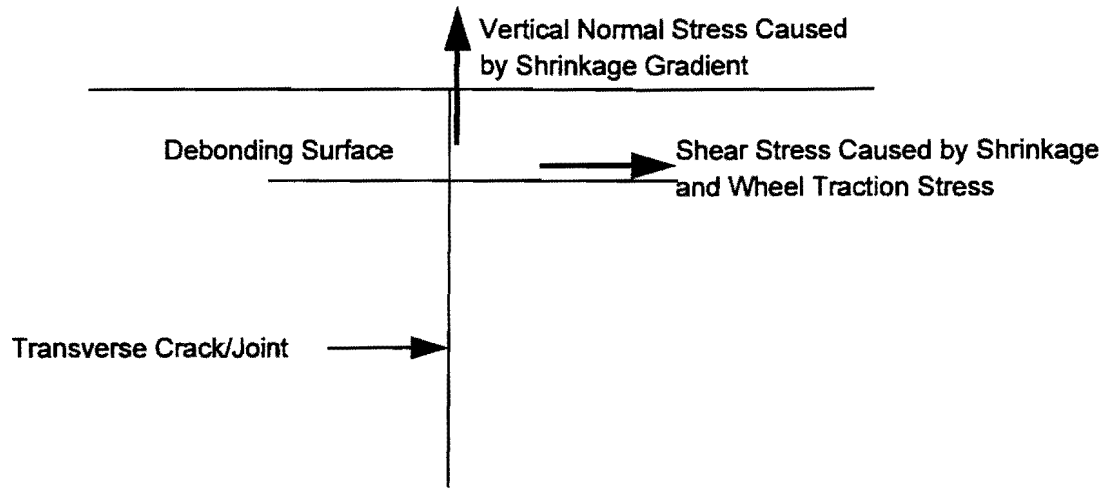 Vertical Normal Stress Caused
by Shrinkage Gradient
Debonding Surface
Shear Stress Caused by Shrinkage
and Wheel Traction Stress
Transverse Crack/Joint